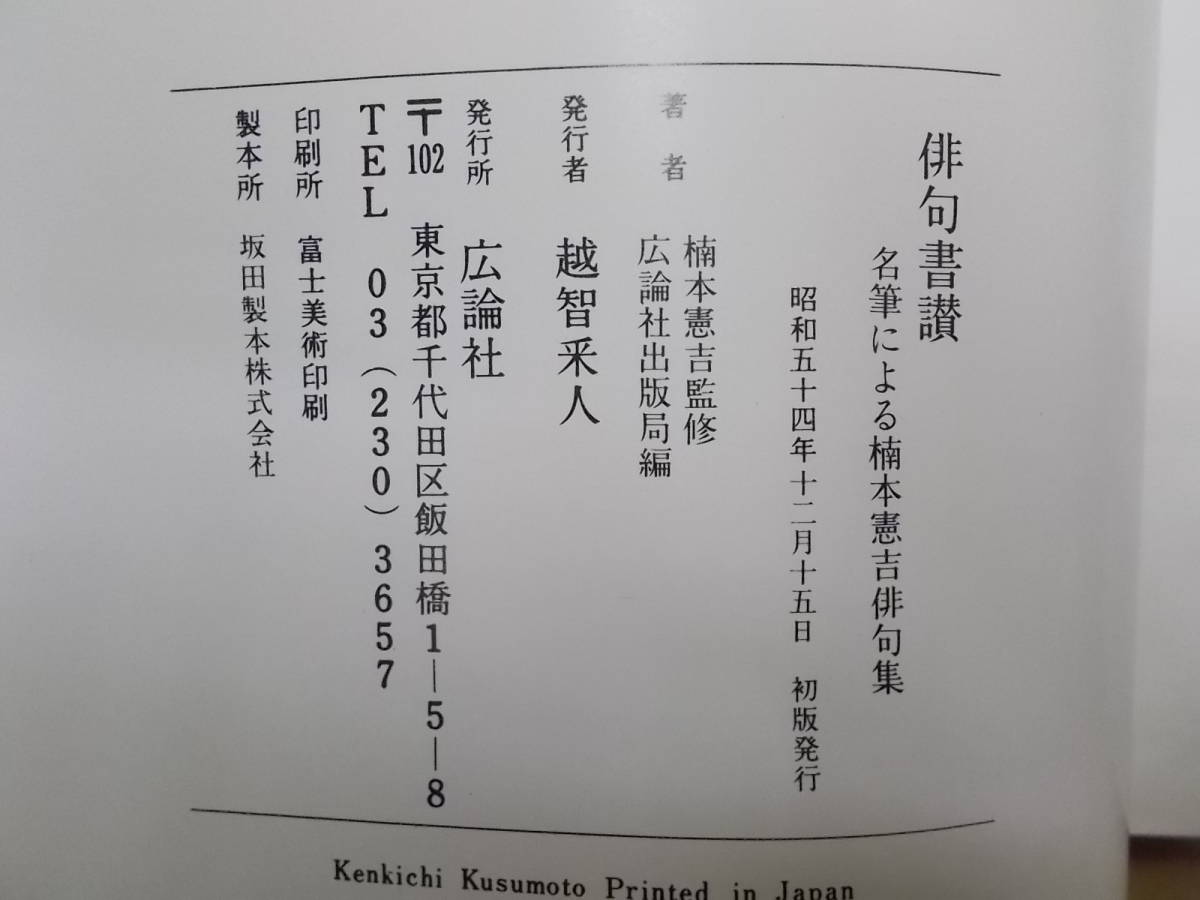 俳句書讃
名筆による楠本憲吉俳句集
昭和五十四年十二月十五日 初版発行
著者 楠本憲吉監修
広論社出版局編
発行者 越智采人
発行所 広論社
〒102 東京都千代田区飯田橋1―5―8
TEL 03(230)3657
印刷所 富士美術印刷
製本所 坂田製本株式会社
Kenkichi Kusumoto Printed in Japan